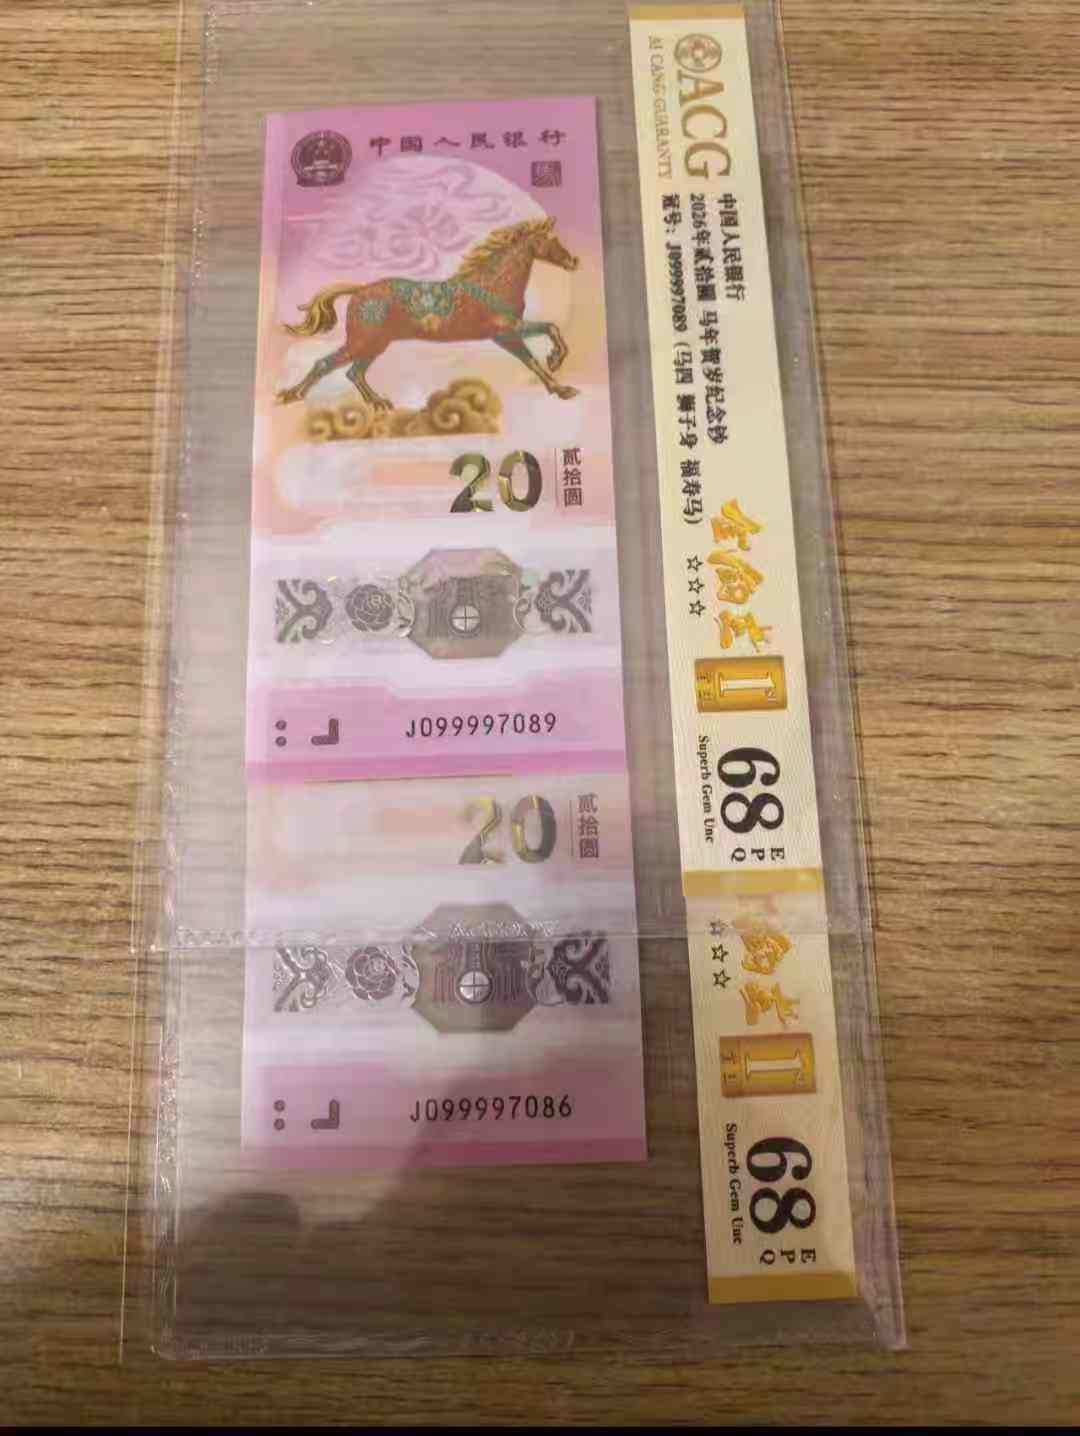 中国人民银行
20
贰拾圆
J099997089
20
贰拾圆
J099997086
ACG
AI CANG GUARANTY
中国人民银行
2026年贰拾圆 马年贺岁纪念钞
冠号：J099997089 (马四 狮子身 福寿马)
☆☆☆
1st
68
EPQ
Superb Gem Unc
☆☆☆
1st
68
EPQ
Superb Gem Unc